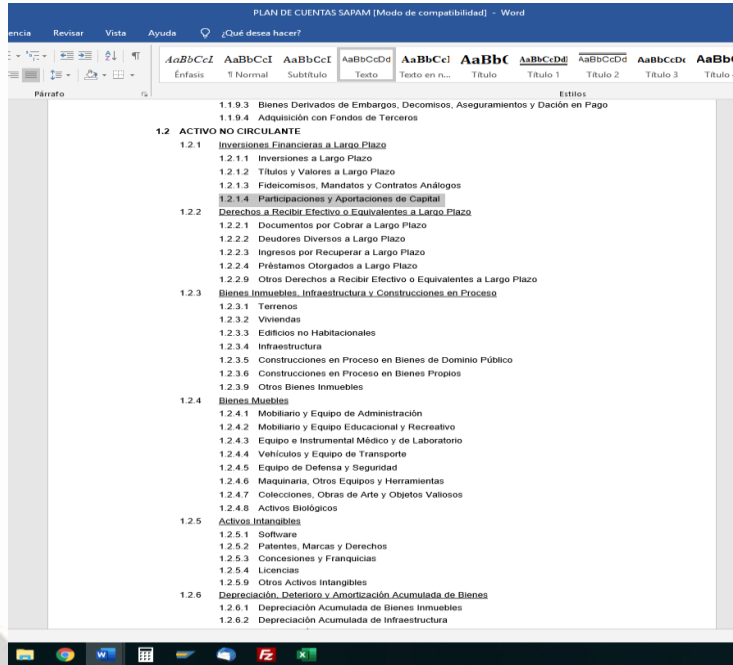 PLAN DE CUENTAS SAPAM [Modo de compatibilidad] - Word
encia Revisar Vista Ayuda ¿Qué desea hacer?
AaBbCcI AaBbCcI AaBbCcI AaBbCcDd AaBbCcI AaBb( AaBbCcDdI AaBbCcDd AaBbCcDc AaBb(
Énfasis ¶ Normal Subtítulo Texto Texto en n... Título Título 1 Título 2 Título 3 Título
Párrafo Estilos
1.1.9.3 Bienes Derivados de Embargos, Decomisos, Aseguramientos y Dación en Pago
1.1.9.4 Adquisición con Fondos de Terceros
1.2 ACTIVO NO CIRCULANTE
1.2.1 Inversiones Financieras a Largo Plazo
1.2.1.1 Inversiones a Largo Plazo
1.2.1.2 Títulos y Valores a Largo Plazo
1.2.1.3 Fideicomisos, Mandatos y Contratos Análogos
1.2.1.4 Participaciones y Aportaciones de Capital
1.2.2 Derechos a Recibir Efectivo o Equivalentes a Largo Plazo
1.2.2.1 Documentos por Cobrar a Largo Plazo
1.2.2.2 Deudores Diversos a Largo Plazo
1.2.2.3 Ingresos por Recuperar a Largo Plazo
1.2.2.4 Préstamos Otorgados a Largo Plazo
1.2.2.9 Otros Derechos a Recibir Efectivo o Equivalentes a Largo Plazo
1.2.3 Bienes Inmuebles, Infraestructura y Construcciones en Proceso
1.2.3.1 Terrenos
1.2.3.2 Viviendas
1.2.3.3 Edificios no Habitacionales
1.2.3.4 Infraestructura
1.2.3.5 Construcciones en Proceso en Bienes de Dominio Público
1.2.3.6 Construcciones en Proceso en Bienes Propios
1.2.3.9 Otros Bienes Inmuebles
1.2.4 Bienes Muebles
1.2.4.1 Mobiliario y Equipo de Administración
1.2.4.2 Mobiliario y Equipo Educacional y Recreativo
1.2.4.3 Equipo e Instrumental Médico y de Laboratorio
1.2.4.4 Vehículos y Equipo de Transporte
1.2.4.5 Equipo de Defensa y Seguridad
1.2.4.6 Maquinaria, Otros Equipos y Herramientas
1.2.4.7 Colecciones, Obras de Arte y Objetos Valiosos
1.2.4.8 Activos Biológicos
1.2.5 Activos Intangibles
1.2.5.1 Software
1.2.5.2 Patentes, Marcas y Derechos
1.2.5.3 Concesiones y Franquicias
1.2.5.4 Licencias
1.2.5.9 Otros Activos Intangibles
1.2.6 Depreciación, Deterioro y Amortización Acumulada de Bienes
1.2.6.1 Depreciación Acumulada de Bienes Inmuebles
1.2.6.2 Depreciación Acumulada de Infraestructura